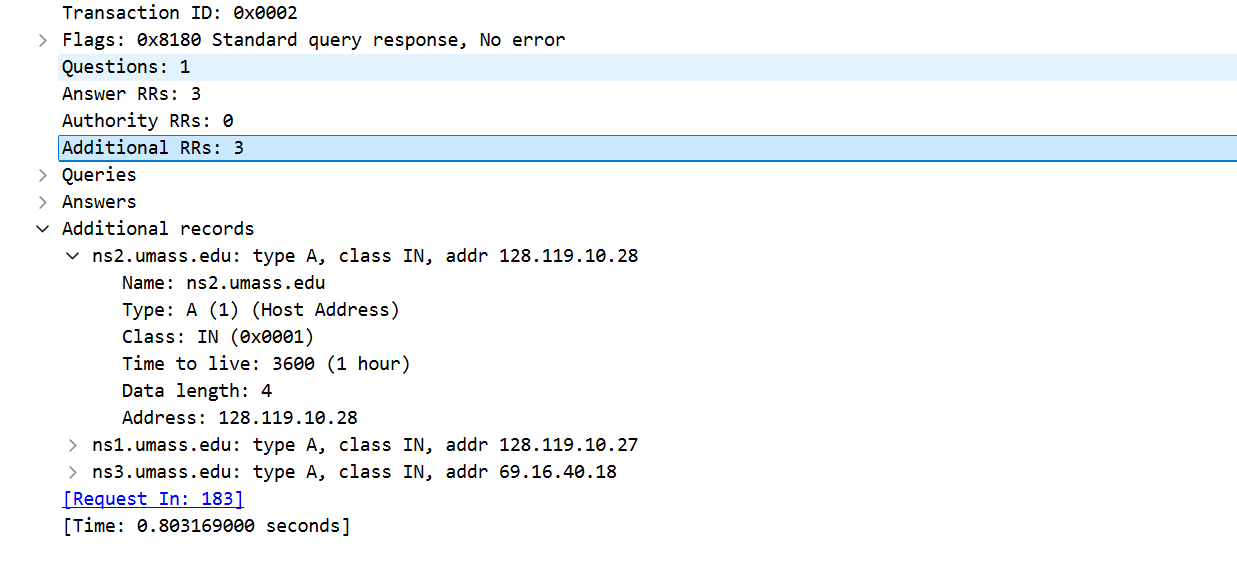 Transaction ID: 0x0002
Flags: 0x8180 Standard query response, No error
Questions: 1
Answer RRs: 3
Authority RRs: 0
Additional RRs: 3
Queries
Answers
Additional records
ns2.umass.edu: type A, class IN, addr 128.119.10.28
Name: ns2.umass.edu
Type: A (1) (Host Address)
Class: IN (0x0001)
Time to live: 3600 (1 hour)
Data length: 4
Address: 128.119.10.28
ns1.umass.edu: type A, class IN, addr 128.119.10.27
ns3.umass.edu: type A, class IN, addr 69.16.40.18
[Request In: 183]
[Time: 0.803169000 seconds]